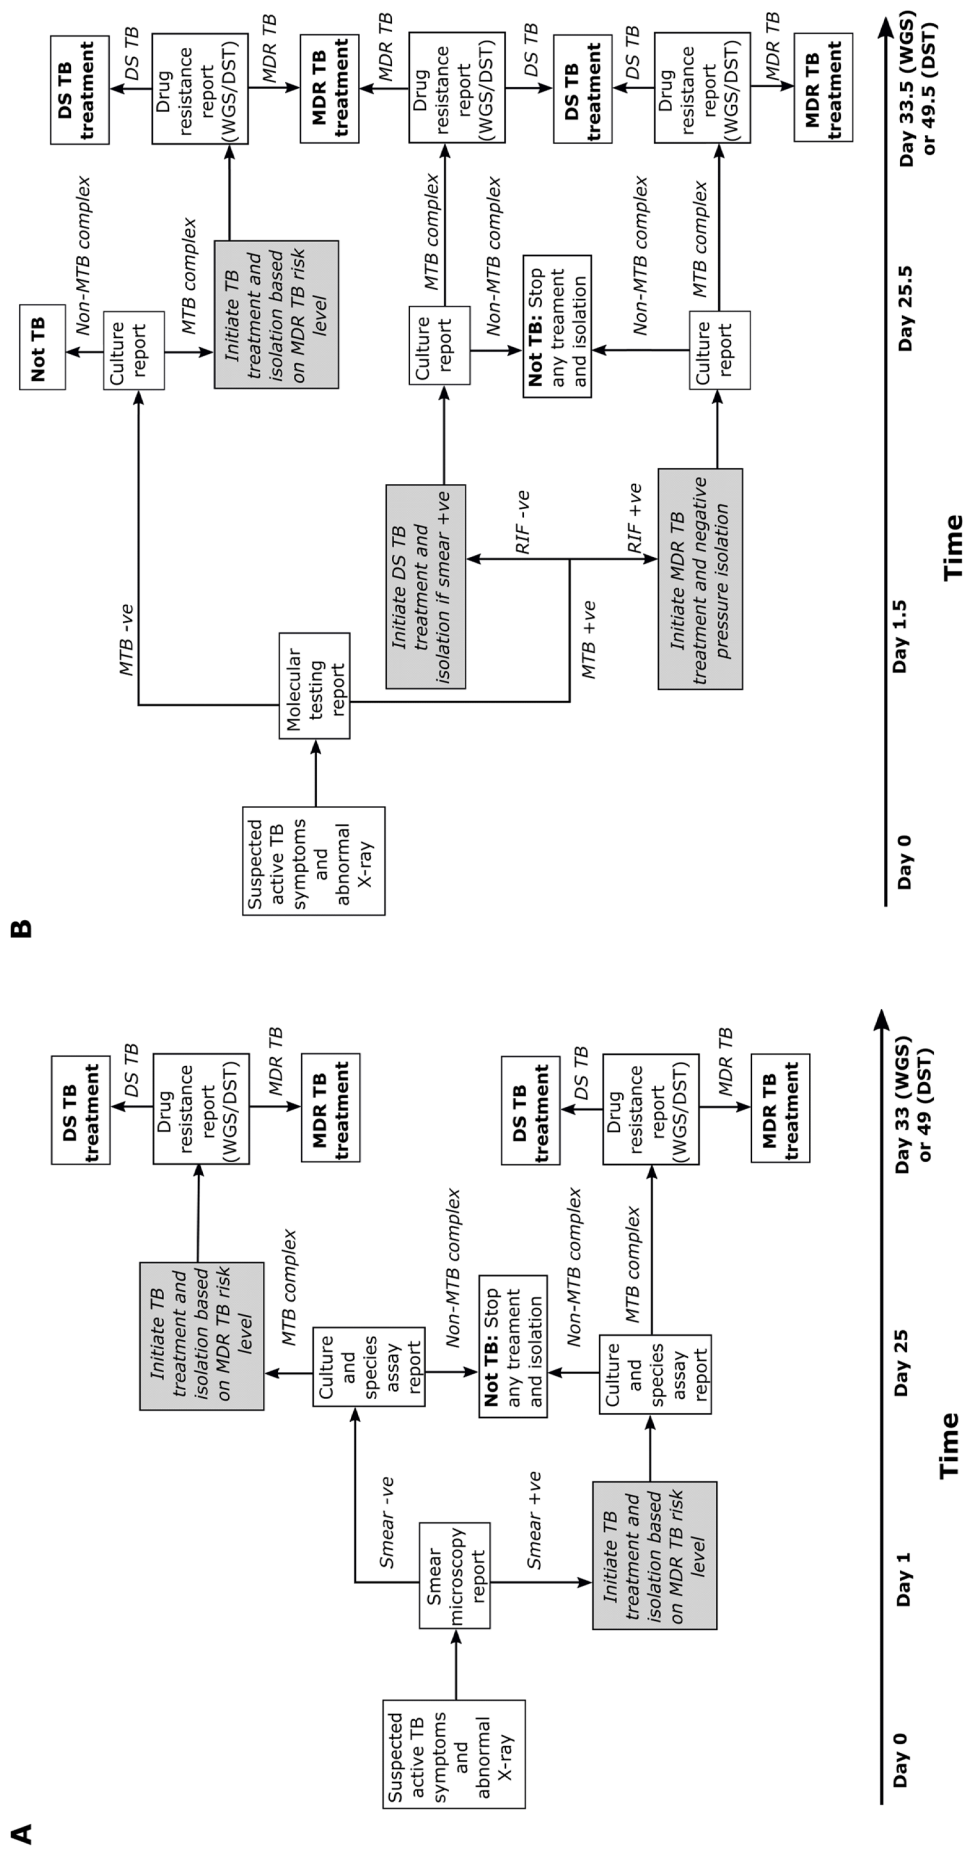 A
Suspected
active TB
symptoms
and
abnormal
X-ray
Smear
microscopy
report
Smear -ve
Smear +ve
Culture
and
species
assay
report
MTB complex
Non-MTB complex
Initiate TB
treatment and
isolation based
on MDR TB risk
level
Drug
resistance
report
(WGS/DST)
DS TB
DS TB
treatment
MDR TB
MDR TB
treatment
Not TB: Stop
any treament
and isolation
Initiate TB
treatment and
isolation based
on MDR TB risk
level
Culture
and
species
assay
report
Non-MTB complex
MTB complex
Drug
resistance
report
(WGS/DST)
DS TB
DS TB
treatment
MDR TB
MDR TB
treatment
Day 0
Day 1
Day 25
Day 33 (WGS)
or 49 (DST)
Time
B
Suspected
active TB
symptoms
and
abnormal
X-ray
Molecular
testing
report
MTB -ve
MTB +ve
Culture
report
Non-MTB complex
Not TB
MTB complex
Initiate TB
treatment and
isolation based
on MDR TB risk
level
Drug
resistance
report
(WGS/DST)
DS TB
DS TB
treatment
MDR TB
MDR TB
treatment
RIF -ve
Initiate DS TB
treatment and
isolation if smear +ve
Culture
report
MTB complex
Non-MTB complex
Drug
resistance
report
(WGS/DST)
MDR TB
DS TB
DS TB
treatment
Not TB: Stop
any treament
and isolation
RIF +ve
Initiate MDR TB
treatment and negative
pressure isolation
Culture
report
Non-MTB complex
MTB complex
Drug
resistance
report
(WGS/DST)
DS TB
MDR TB
MDR TB
treatment
Day 0
Day 1.5
Day 25.5
Day 33.5 (WGS)
or 49.5 (DST)
Time